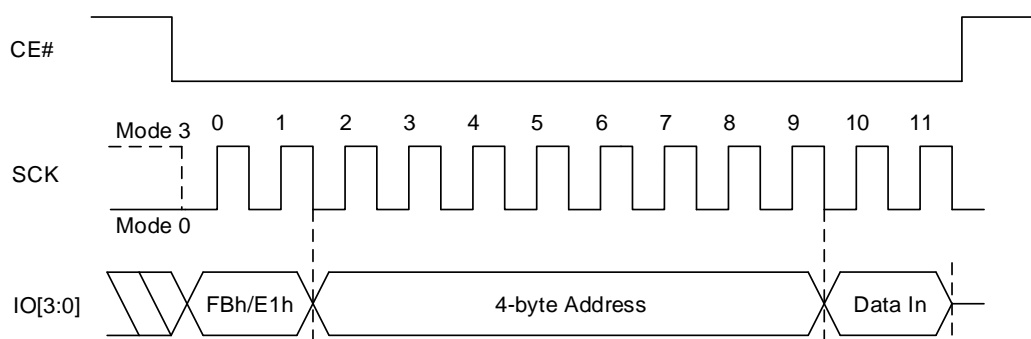 CE#
Mode 3 0 1 2 3 4 5 6 7 8 9 10 11
SCK
Mode 0
IO[3:0] FBh/E1h 4-byte Address Data In